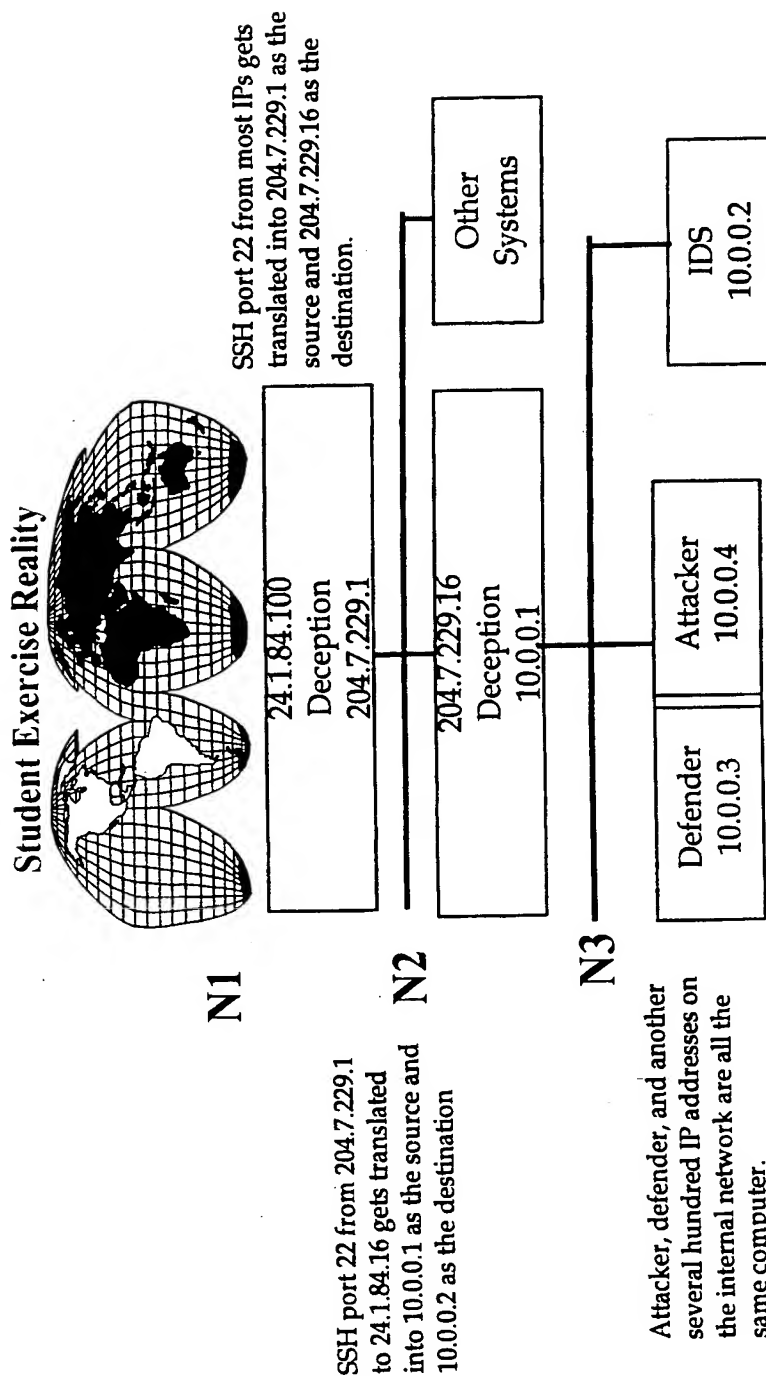 Student Exercise Reality
SSH port 22 from most IPs gets
translated into 204.7.229.1 as the
source and 204.7.229.16 as the
destination.
N1
24.1.84.100
Deception
204.7.229.1
SSH port 22 from 204.7.229.1
to 24.1.84.16 gets translated
into 10.0.0.1 as the source and
10.0.0.2 as the destination
N2
204.7.229.16
Deception
10.0.0.1
Other
Systems
N3
Attacker, defender, and another
several hundred IP addresses on
the internal network are all the
same computer.
Defender
10.0.0.3
Attacker
10.0.0.4
IDS
10.0.0.2